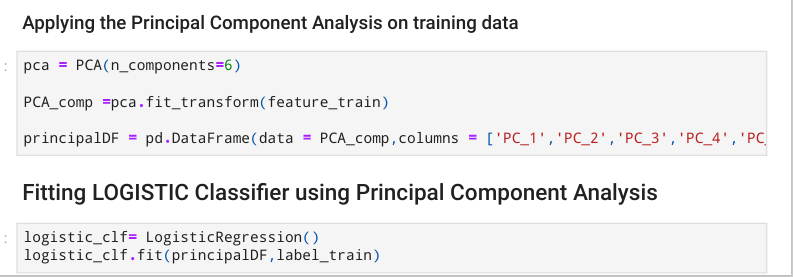 Applying the Principal Component Analysis on training data
: pca = PCA(n_components=6)
PCA_comp =pca.fit_transform(feature_train)
principalDF = pd.DataFrame(data = PCA_comp,columns = ['PC_1','PC_2','PC_3','PC_4','PC_
Fitting LOGISTIC Classifier using Principal Component Analysis
: logistic_clf= LogisticRegression()
logistic_clf.fit(principalDF,label_train)